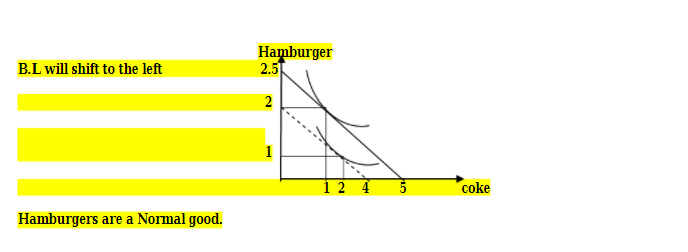 Hamburger
B.L will shift to the left 2.5
2
1
1 2 4 5 coke
Hamburgers are a Normal good.